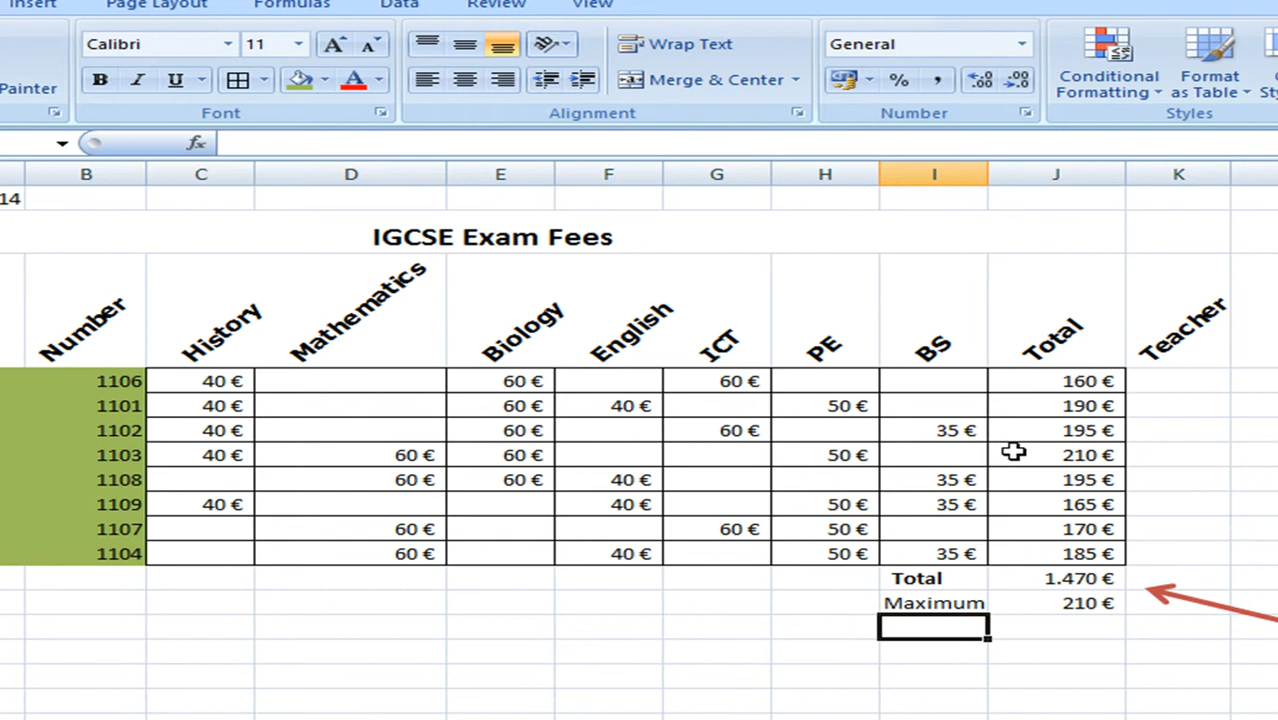 Insert Page Layout Formulas Data Review View
Calibri 11 Wrap Text General
Painter B I U Merge & Center % , Conditional Formatting Format as Table
Font Alignment Number Styles
fx
B C D E F G H I J K
14
IGCSE Exam Fees
Number History Mathematics Biology English ICT PE BS Total Teacher
1106 40 € 60 € 60 € 160 €
1101 40 € 60 € 40 € 50 € 190 €
1102 40 € 60 € 60 € 35 € 195 €
1103 40 € 60 € 60 € 50 € 210 €
1108 60 € 60 € 40 € 35 € 195 €
1109 40 € 40 € 50 € 35 € 165 €
1107 60 € 60 € 50 € 170 €
1104 60 € 40 € 50 € 35 € 185 €
Total 1.470 €
Maximum 210 €